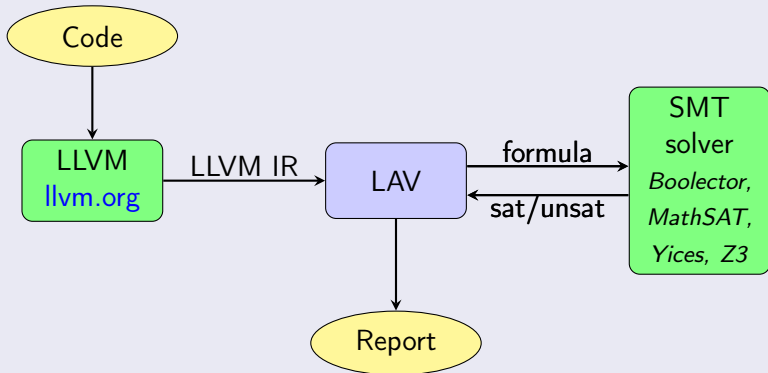 Code
LLVM
llvm.org
LLVM IR
LAV
formula
sat/unsat
SMT
solver
Boolector,
MathSAT,
Yices, Z3
Report